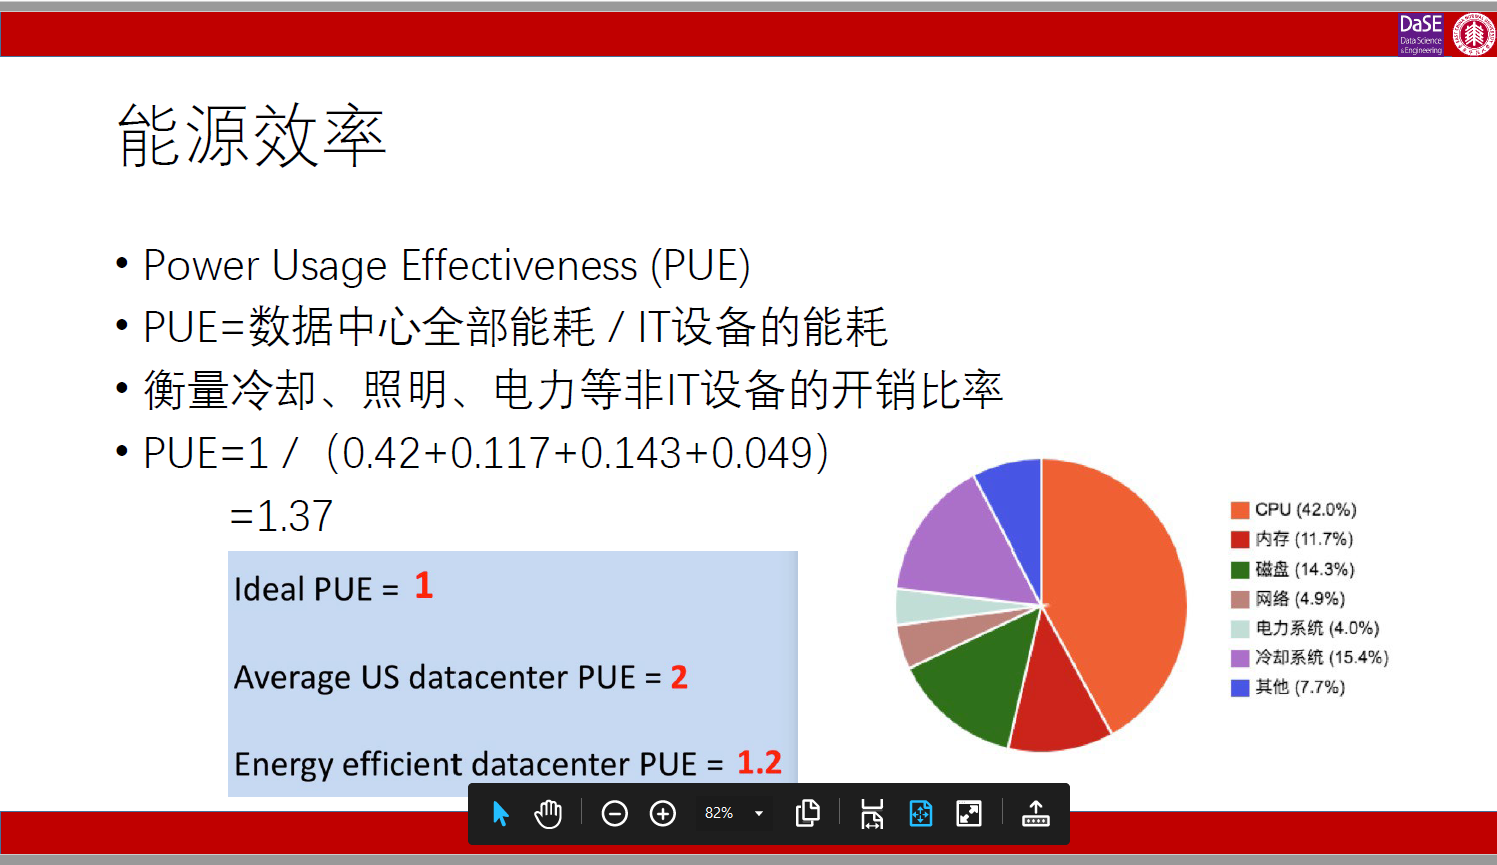 DaSE
Data Science
& Engineering
能源效率
• Power Usage Effectiveness (PUE)
• PUE=数据中心全部能耗 / IT设备的能耗
• 衡量冷却、照明、电力等非IT设备的开销比率
• PUE=1 /（0.42+0.117+0.143+0.049）
=1.37
Ideal PUE = 1
Average US datacenter PUE = 2
Energy efficient datacenter PUE = 1.2
CPU (42.0%)
内存 (11.7%)
磁盘 (14.3%)
网络 (4.9%)
电力系统 (4.0%)
冷却系统 (15.4%)
其他 (7.7%)
82%